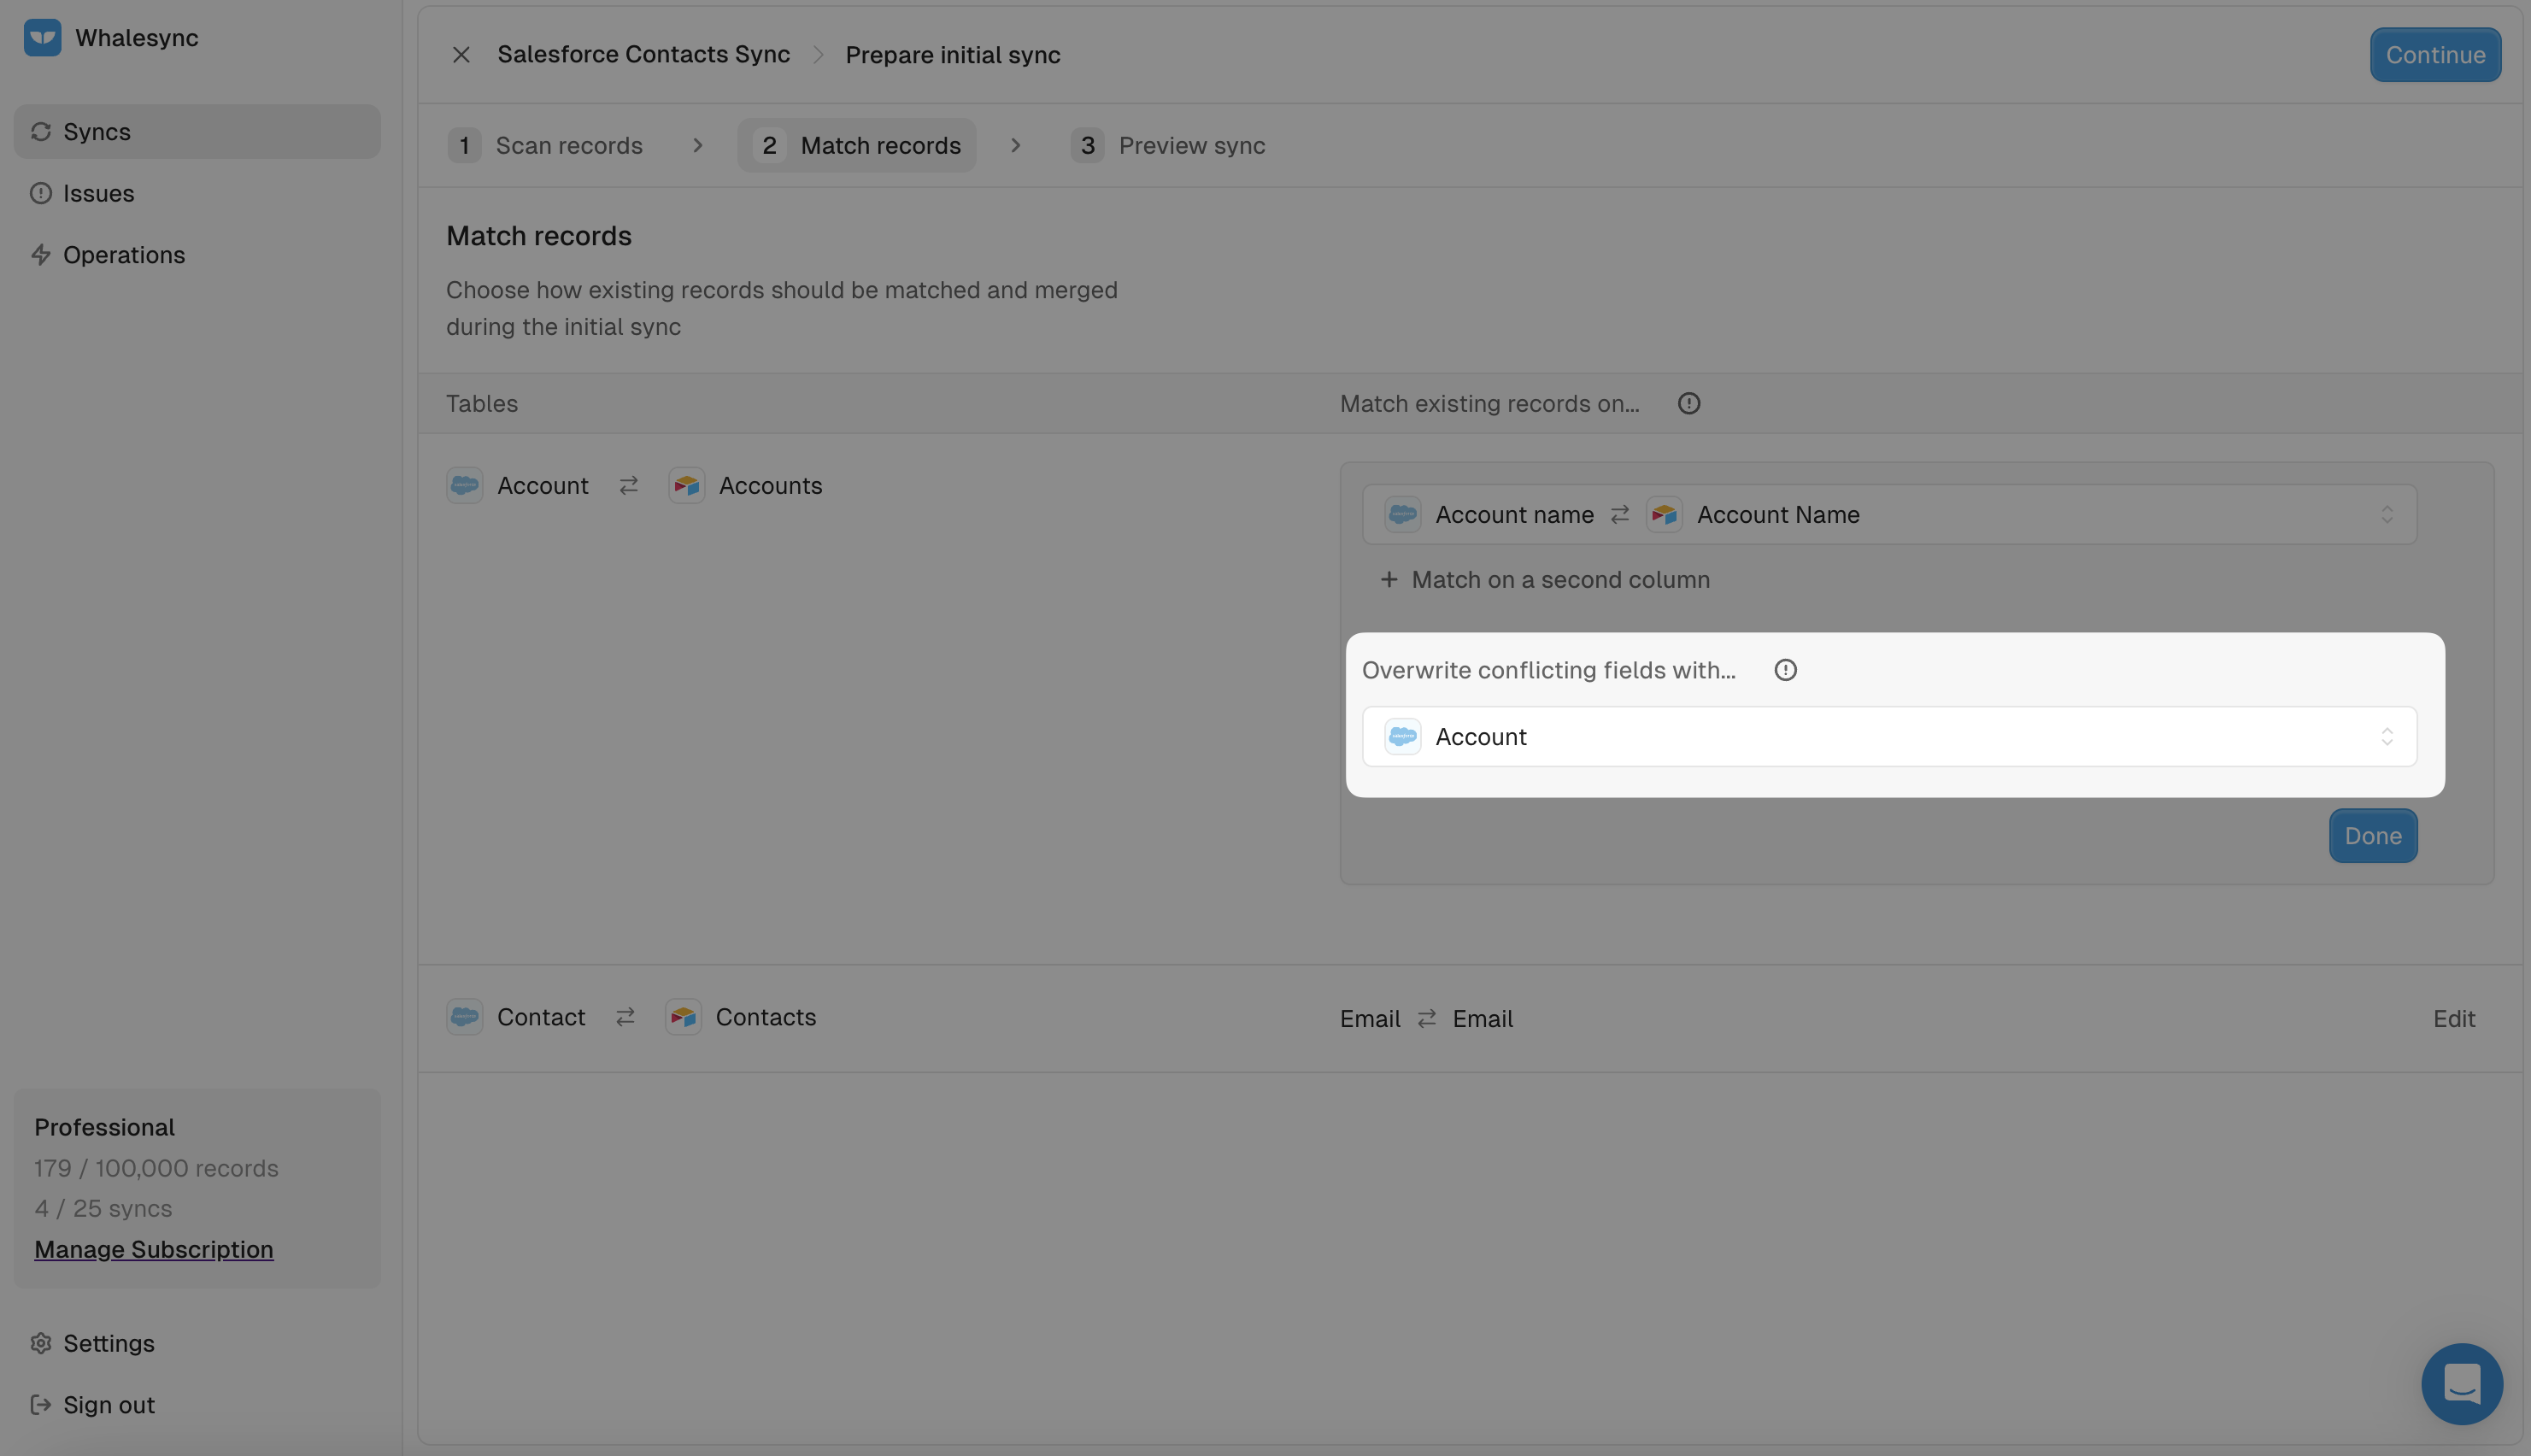 Whalesync
Syncs
Issues
Operations
Professional
179 / 100,000 records
4 / 25 syncs
Manage Subscription
Settings
Sign out
Salesforce Contacts Sync
Prepare initial sync
Continue
1 Scan records
2 Match records
3 Preview sync
Match records
Choose how existing records should be matched and merged
during the initial sync
Tables
Match existing records on...
Account
Accounts
Account name
Account Name
+ Match on a second column
Overwrite conflicting fields with...
Account
Done
Contact
Contacts
Email
Email
Edit